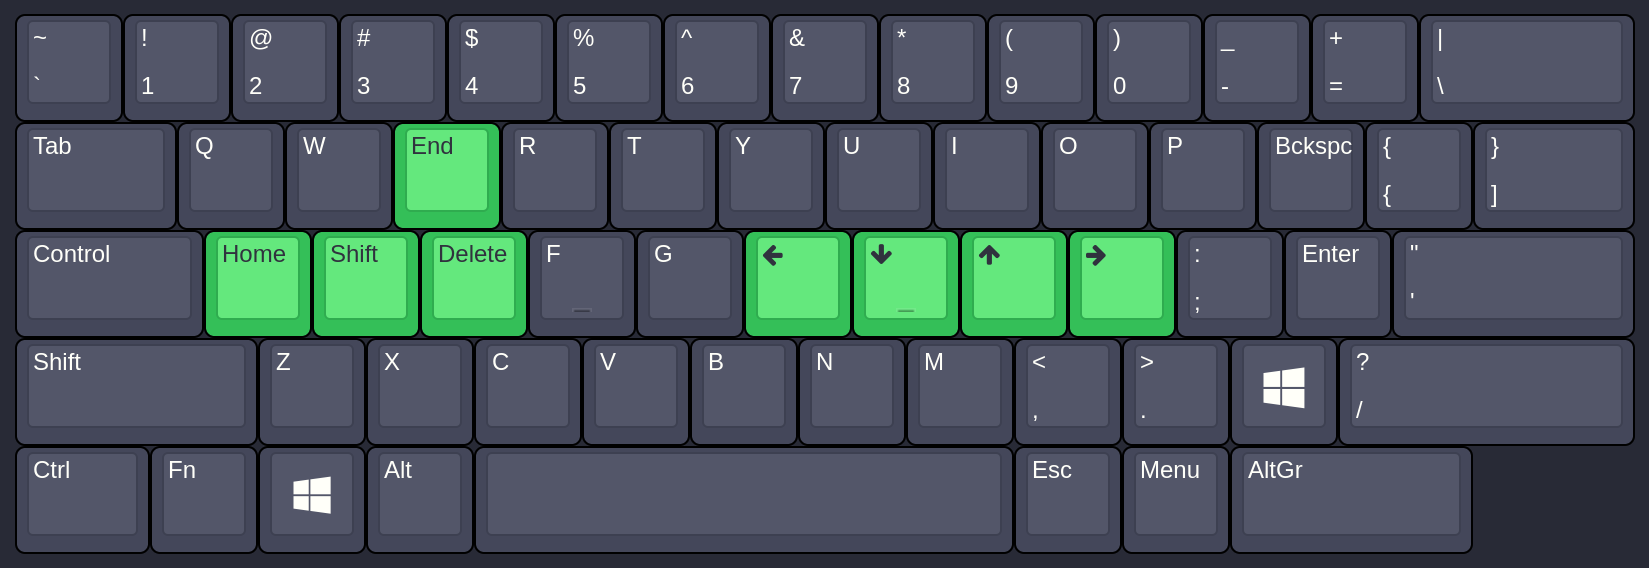 ~ ! @ # $ % ^ & * ( ) _ + |
` 1 2 3 4 5 6 7 8 9 0 - = \
Tab Q W End R T Y U I O P Bckspc { }
{ ]
Control Home Shift Delete F G ← ↓ ↑ → : Enter "
_ _ ; '
Shift Z X C V B N M < > ?
, . /
Ctrl Fn Alt Esc Menu AltGr